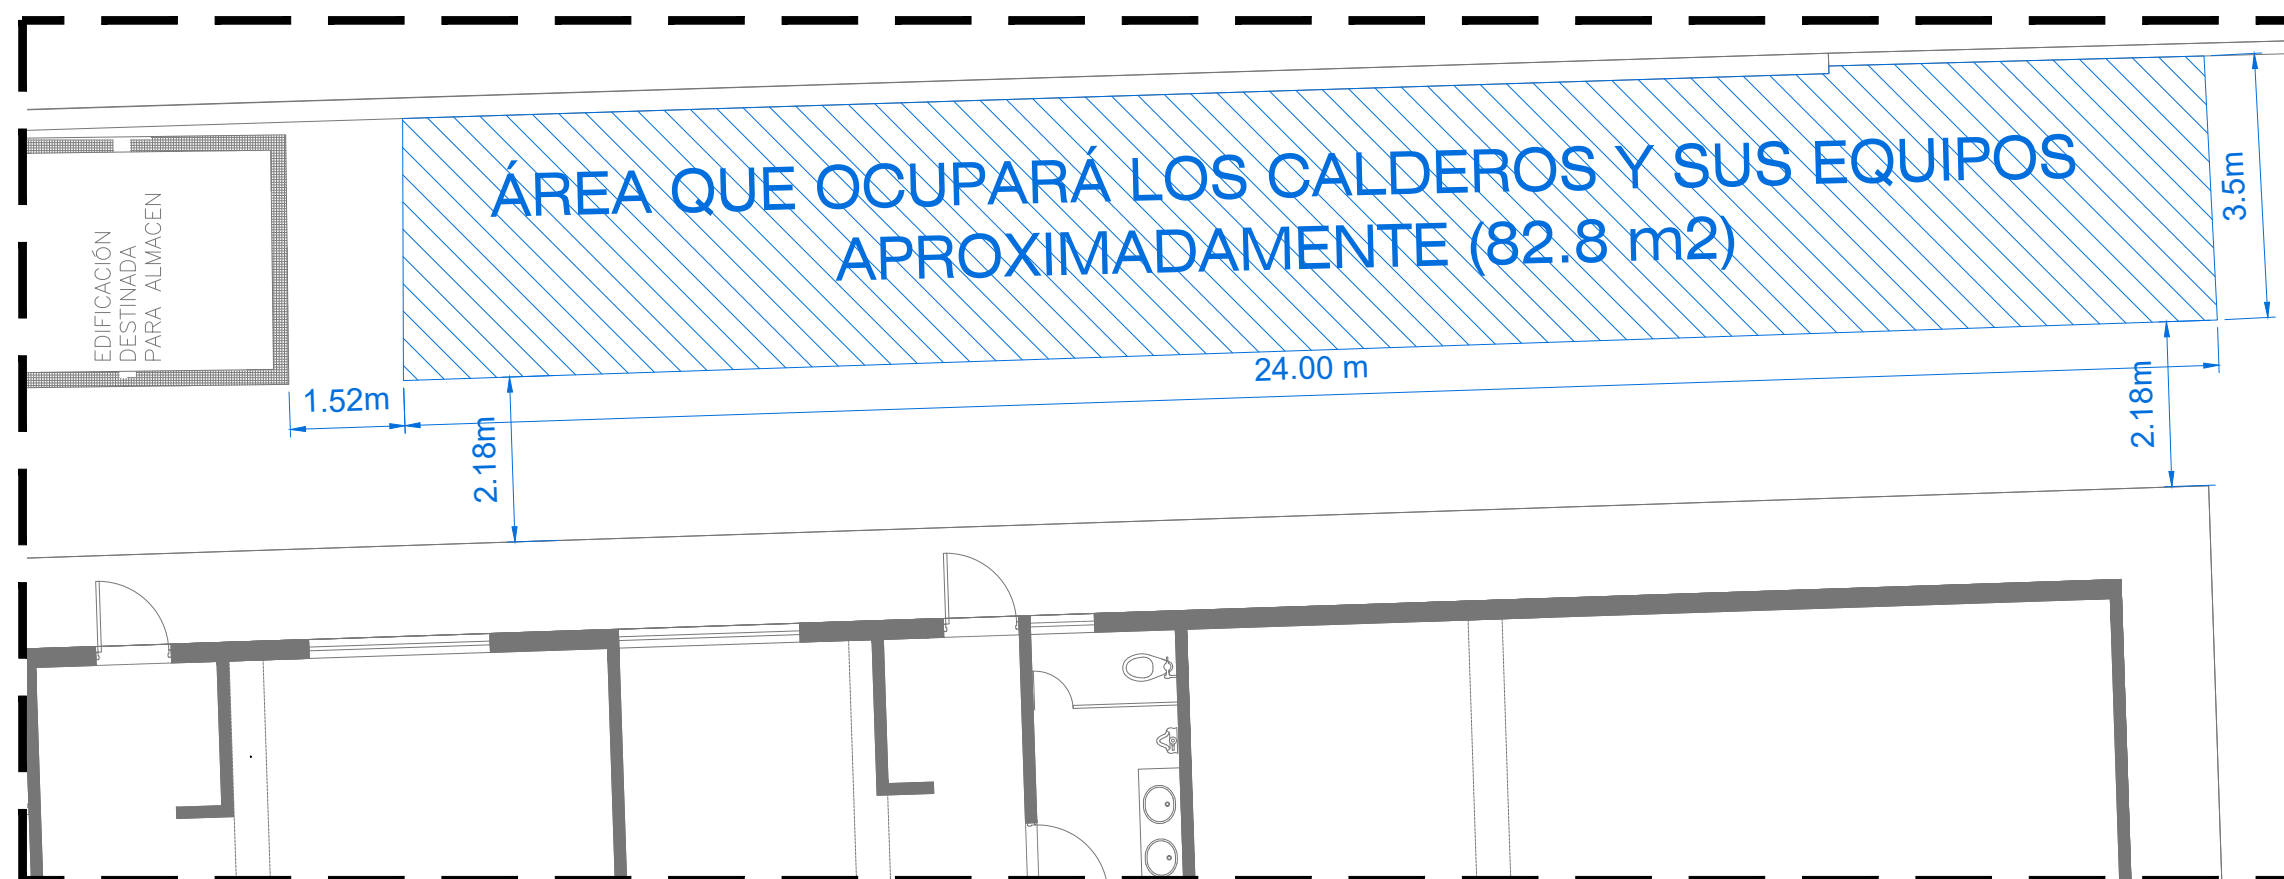 ÁREA QUE OCUPARÁ LOS CALDEROS Y SUS EQUIPOS
APROXIMADAMENTE (82.8 m2)
3.5m
EDIFICACIÓN
DESTINADA
PARA ALMACEN
24.00 m
1.52m
2.18m
2.18m